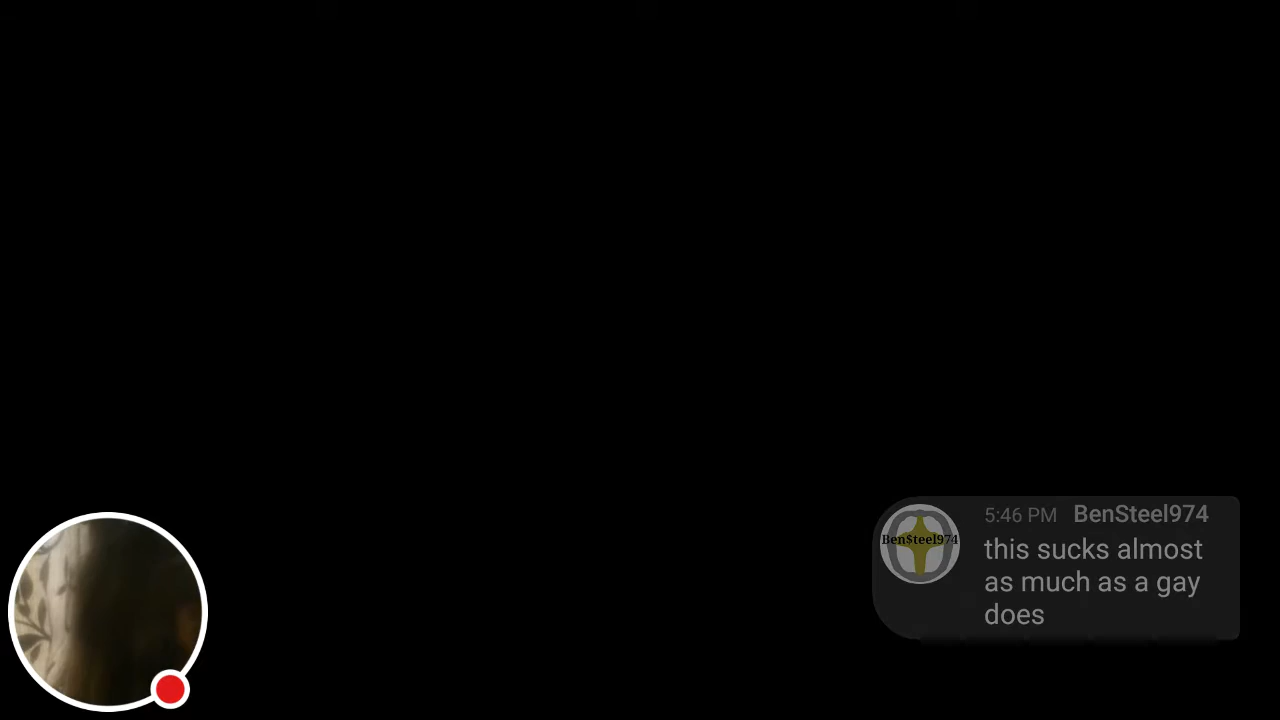 5:46 PM BenSteel974
Ben$teel974
this sucks almost
as much as a gay
does